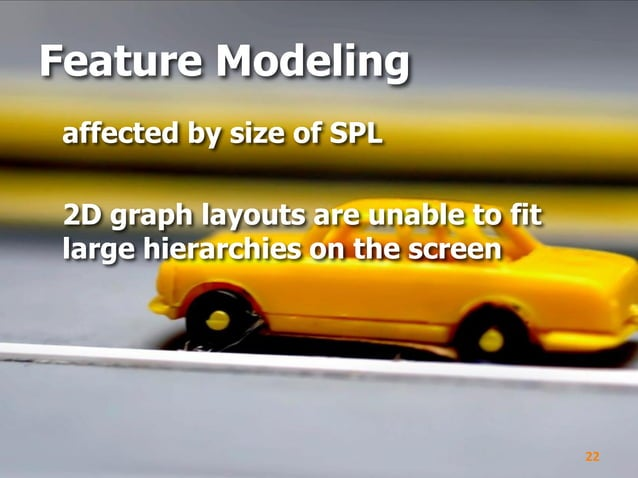 Feature Modeling
affected by size of SPL
2D graph layouts are unable to fit
large hierarchies on the screen
22